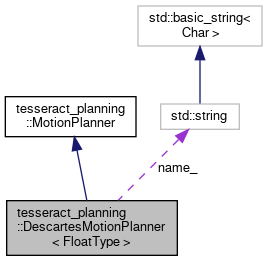 std::basic_string<
Char >
tesseract_planning
::MotionPlanner
std::string
name_
tesseract_planning
::DescartesMotionPlanner
< FloatType >